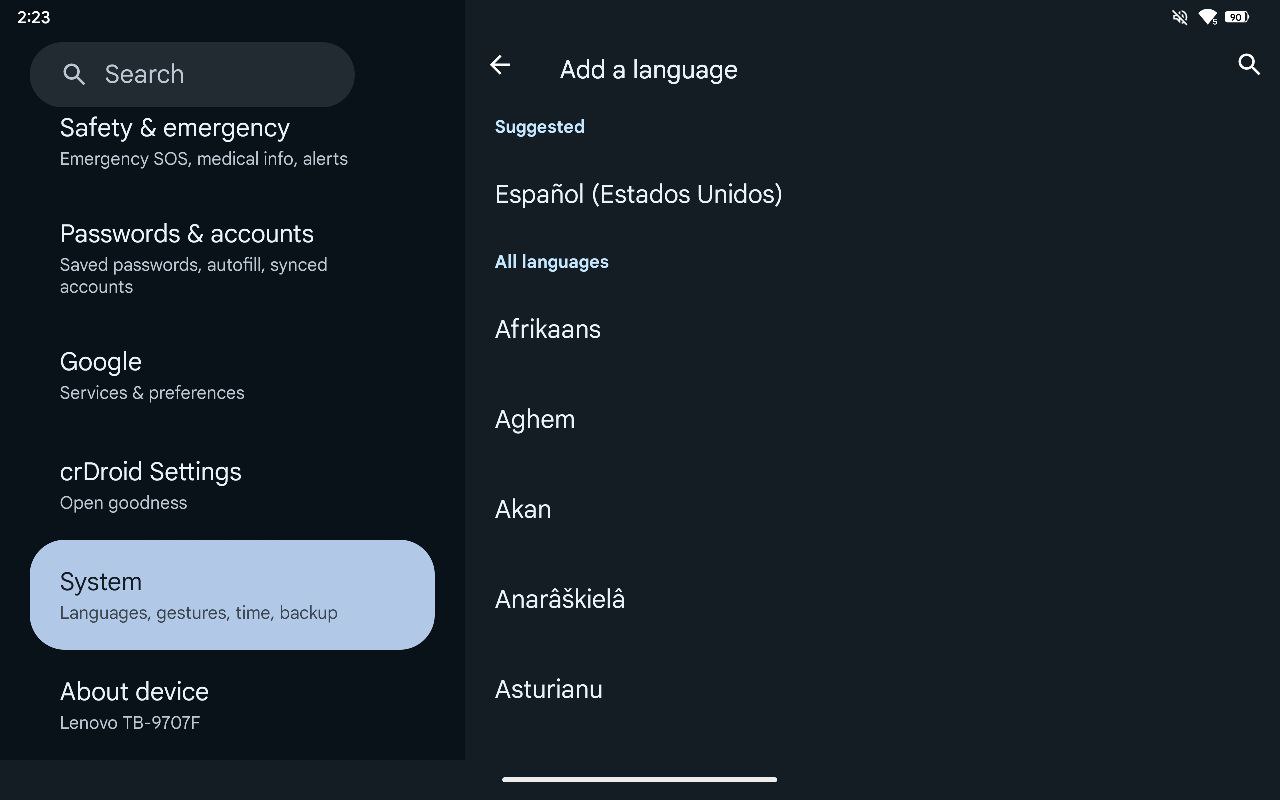 2:23
90
Search
Safety & emergency
Emergency SOS, medical info, alerts
Passwords & accounts
Saved passwords, autofill, synced
accounts
Google
Services & preferences
crDroid Settings
Open goodness
System
Languages, gestures, time, backup
About device
Lenovo TB-9707F
Add a language
Suggested
Español (Estados Unidos)
All languages
Afrikaans
Aghem
Akan
Anarâškielâ
Asturianu